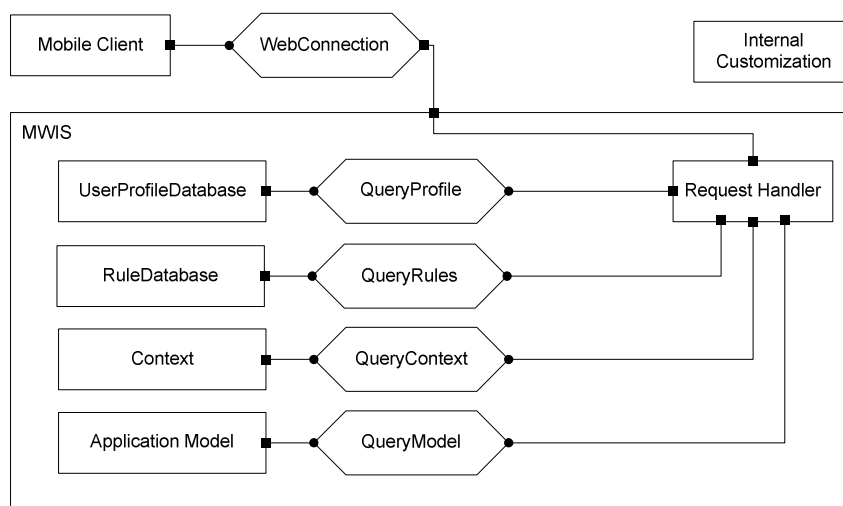 Mobile Client
WebConnection
Internal
Customization
MWIS
UserProfileDatabase
QueryProfile
Request Handler
RuleDatabase
QueryRules
Context
QueryContext
Application Model
QueryModel